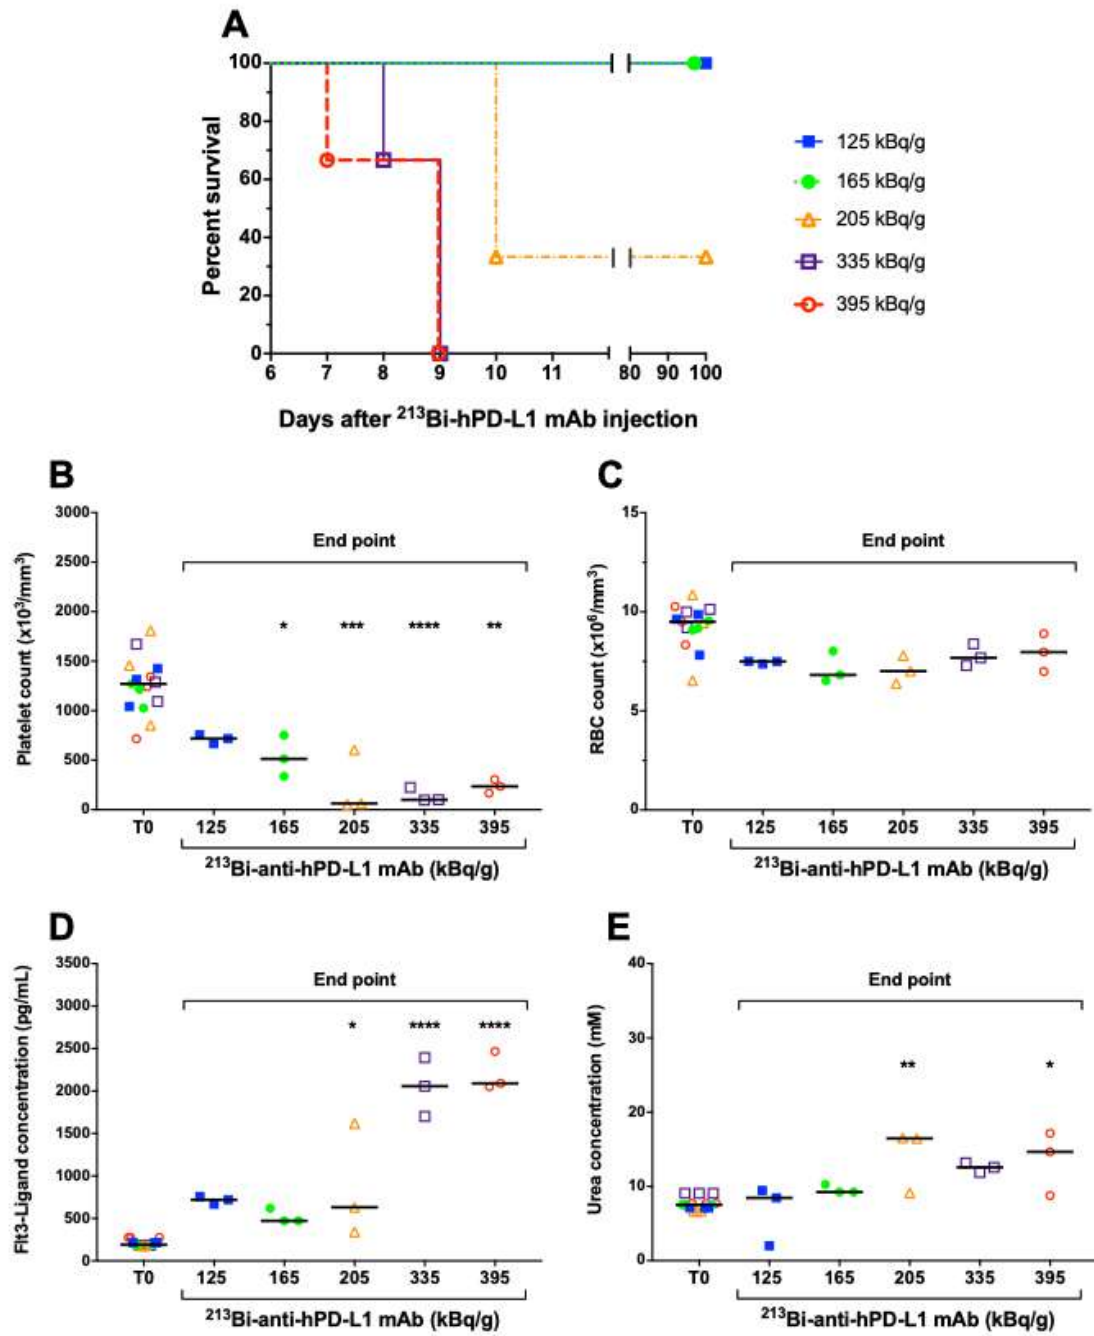 A
Percent survival
100
80
60
40
20
0
6 7 8 9 10 11 80 90 100
Days after ²¹³Bi-hPD-L1 mAb injection
125 kBq/g
165 kBq/g
205 kBq/g
335 kBq/g
395 kBq/g
B
Platelet count (x10³/mm³)
3000
2500
2000
1500
1000
500
0
End point
* *** **** **
T0 125 165 205 335 395
²¹³Bi-anti-hPD-L1 mAb (kBq/g)
C
RBC count (x10⁶/mm³)
15
10
5
0
End point
T0 125 165 205 335 395
²¹³Bi-anti-hPD-L1 mAb (kBq/g)
D
Flt3-Ligand concentration (pg/mL)
3500
3000
2500
2000
1500
1000
500
0
End point
* **** ****
T0 125 165 205 335 395
²¹³Bi-anti-hPD-L1 mAb (kBq/g)
E
Urea concentration (mM)
40
30
20
10
0
End point
** *
T0 125 165 205 335 395
²¹³Bi-anti-hPD-L1 mAb (kBq/g)